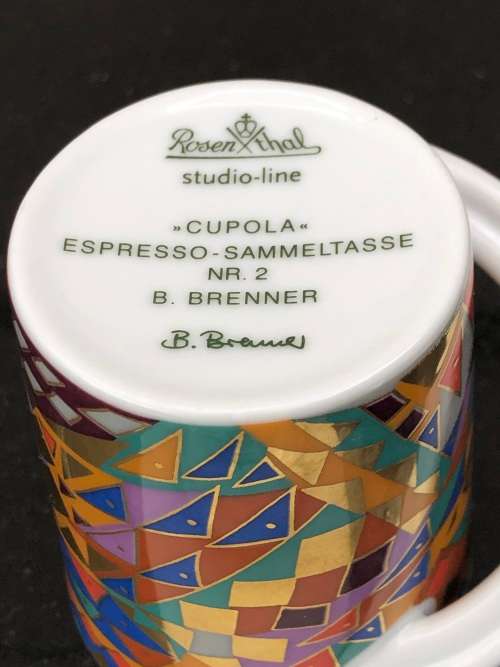 Rosenthal
studio-line
»CUPOLA«
ESPRESSO-SAMMELTASSE
NR. 2
B. BRENNER
B. Brenner